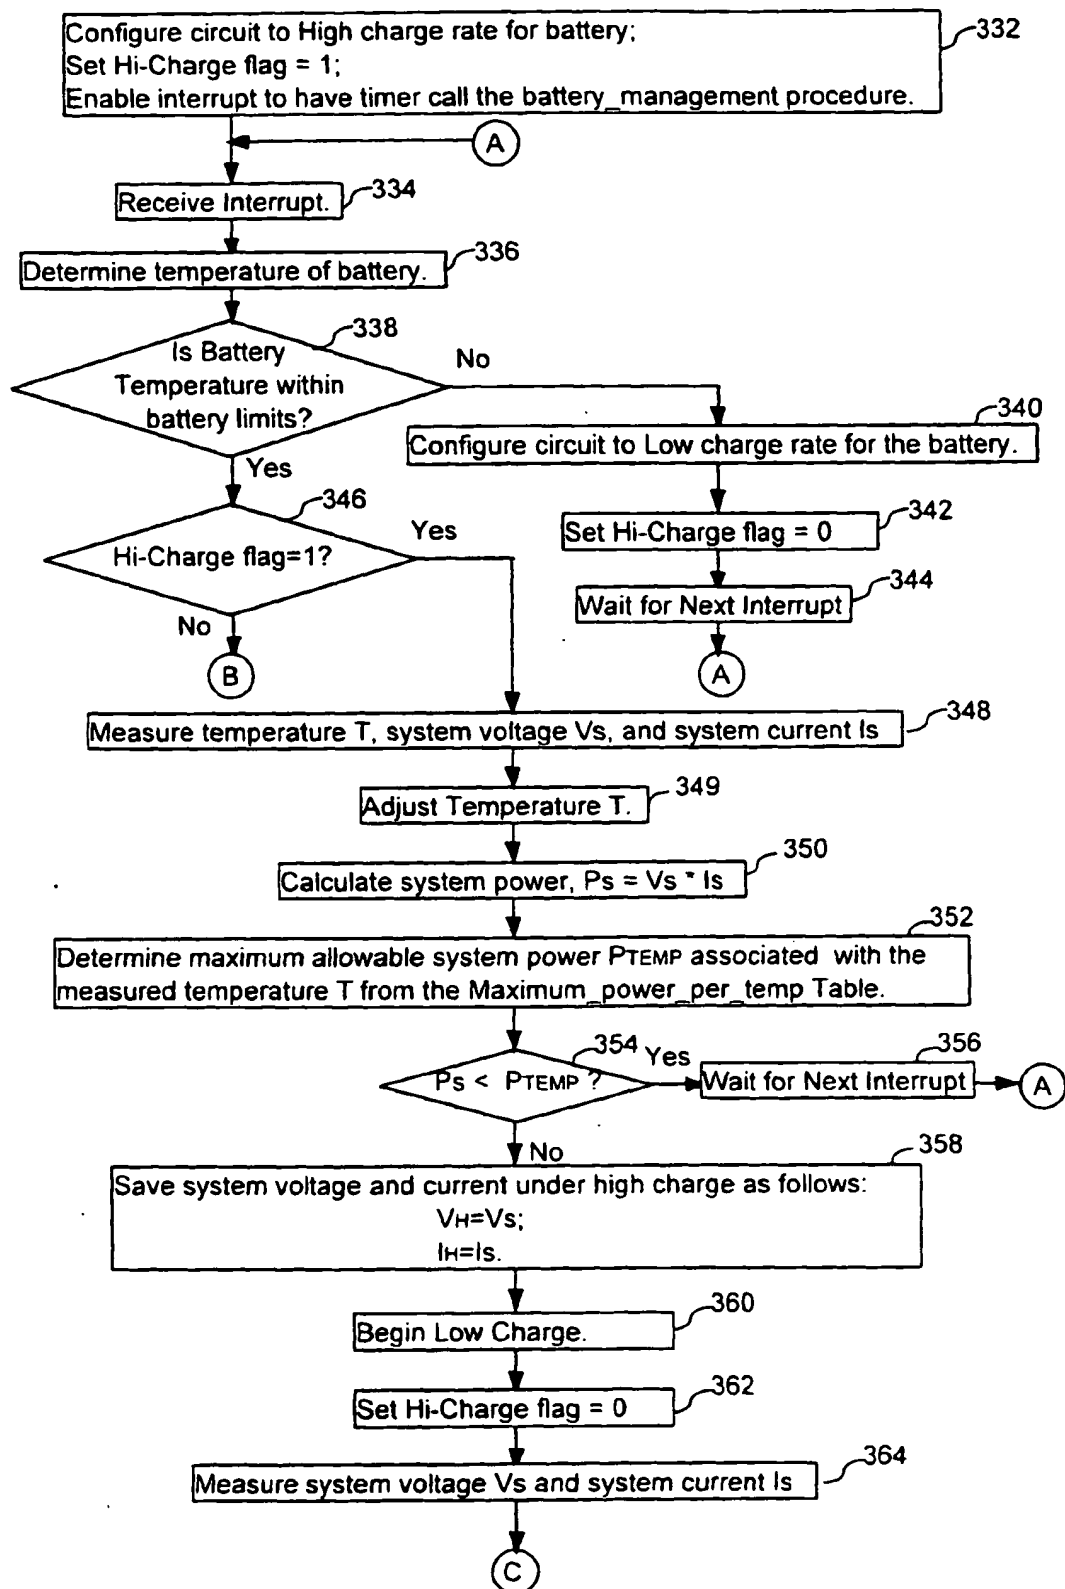 Configure circuit to High charge rate for battery;
Set Hi-Charge flag = 1;
Enable interrupt to have timer call the battery_management procedure.
332
A
Receive Interrupt.
334
Determine temperature of battery.
336
338
Is Battery
Temperature within
battery limits?
No
Yes
340
Configure circuit to Low charge rate for the battery.
346
Hi-Charge flag=1?
Yes
No
342
Set Hi-Charge flag = 0
344
Wait for Next Interrupt
B
A
Measure temperature T, system voltage Vs, and system current Is
348
Adjust Temperature T.
349
Calculate system power, Ps = Vs * Is
350
352
Determine maximum allowable system power PTEMP associated with the
measured temperature T from the Maximum_power_per_temp Table.
354
Ps < PTEMP ?
Yes
356
Wait for Next Interrupt
A
No
358
Save system voltage and current under high charge as follows:
VH=Vs;
IH=Is.
360
Begin Low Charge.
362
Set Hi-Charge flag = 0
364
Measure system voltage Vs and system current Is
C